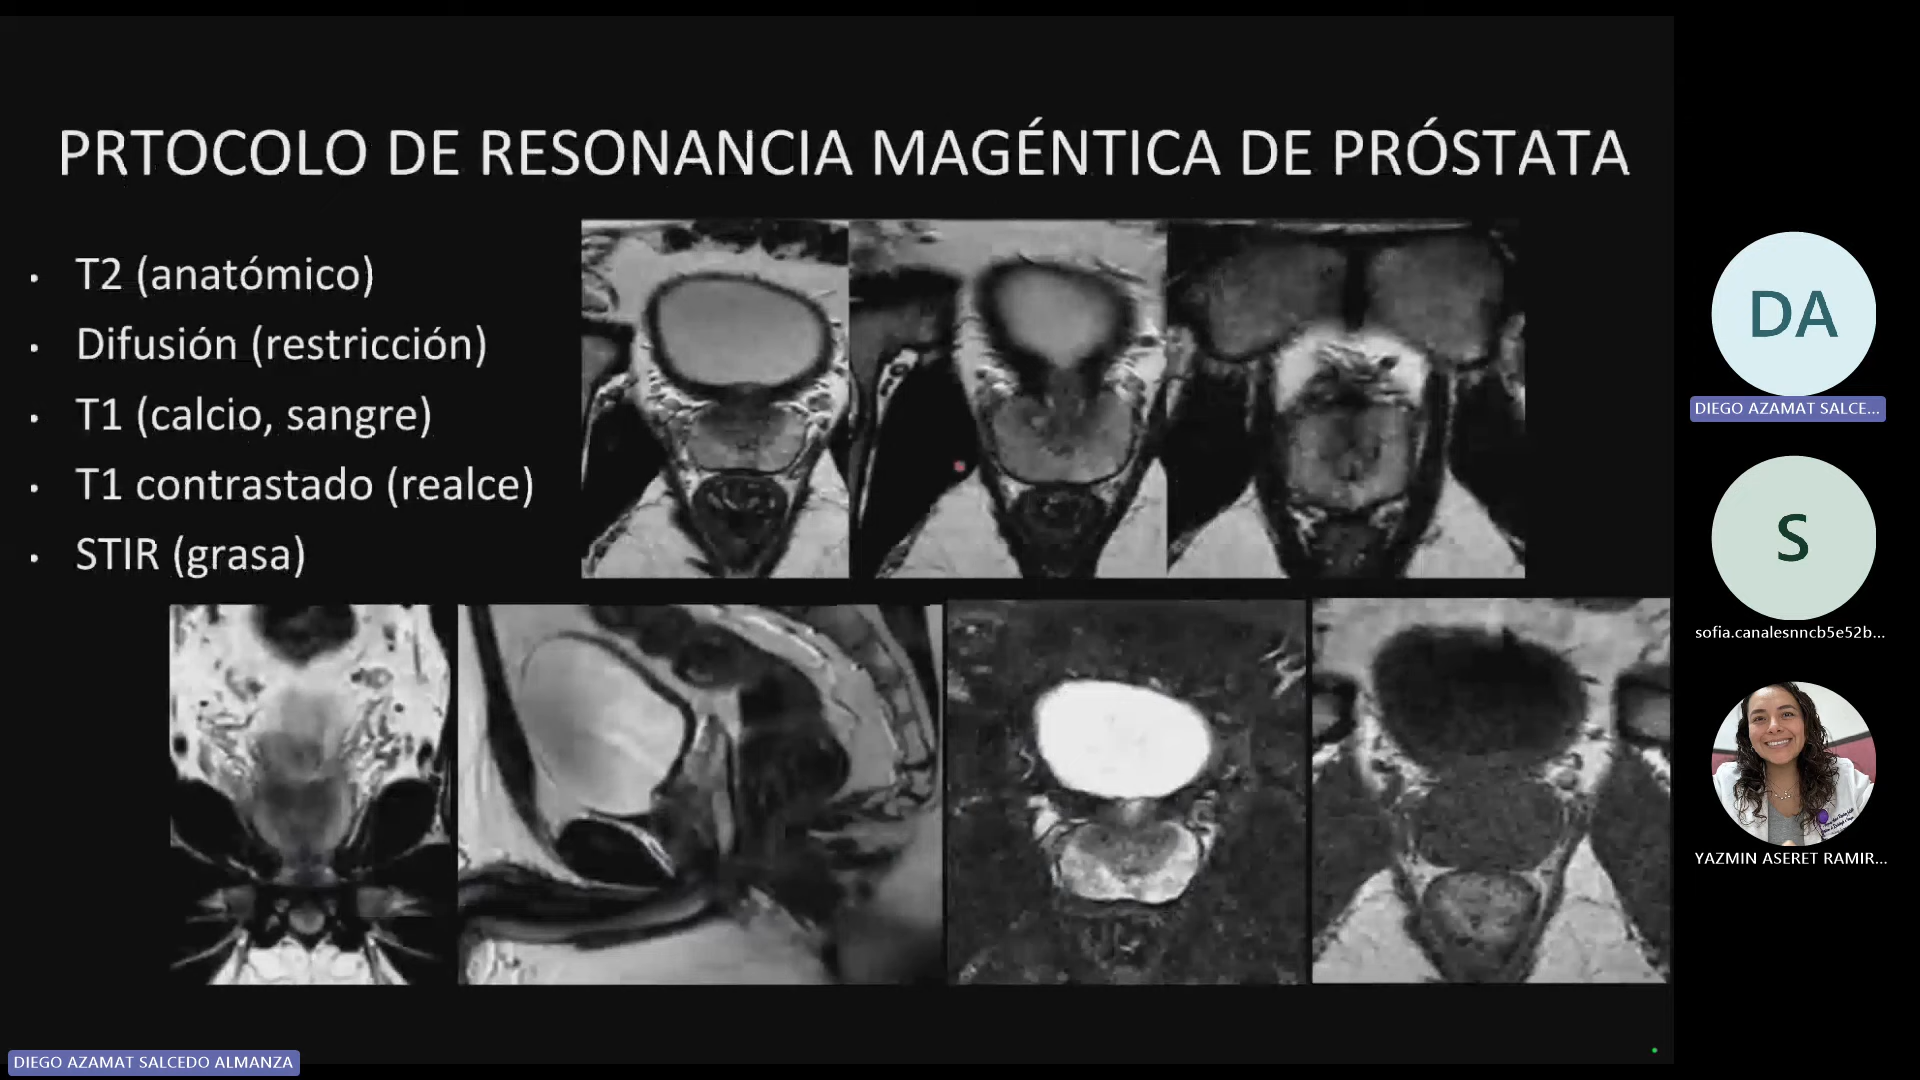 PRTOCOLO DE RESONANCIA MAGÉNTICA DE PRÓSTATA
• T2 (anatómico)
• Difusión (restricción)
• T1 (calcio, sangre)
• T1 contrastado (realce)
• STIR (grasa)
DA
DIEGO AZAMAT SALCE...
S
sofia.canalesnncb5e52b...
YAZMIN ASERET RAMIR...
DIEGO AZAMAT SALCEDO ALMANZA